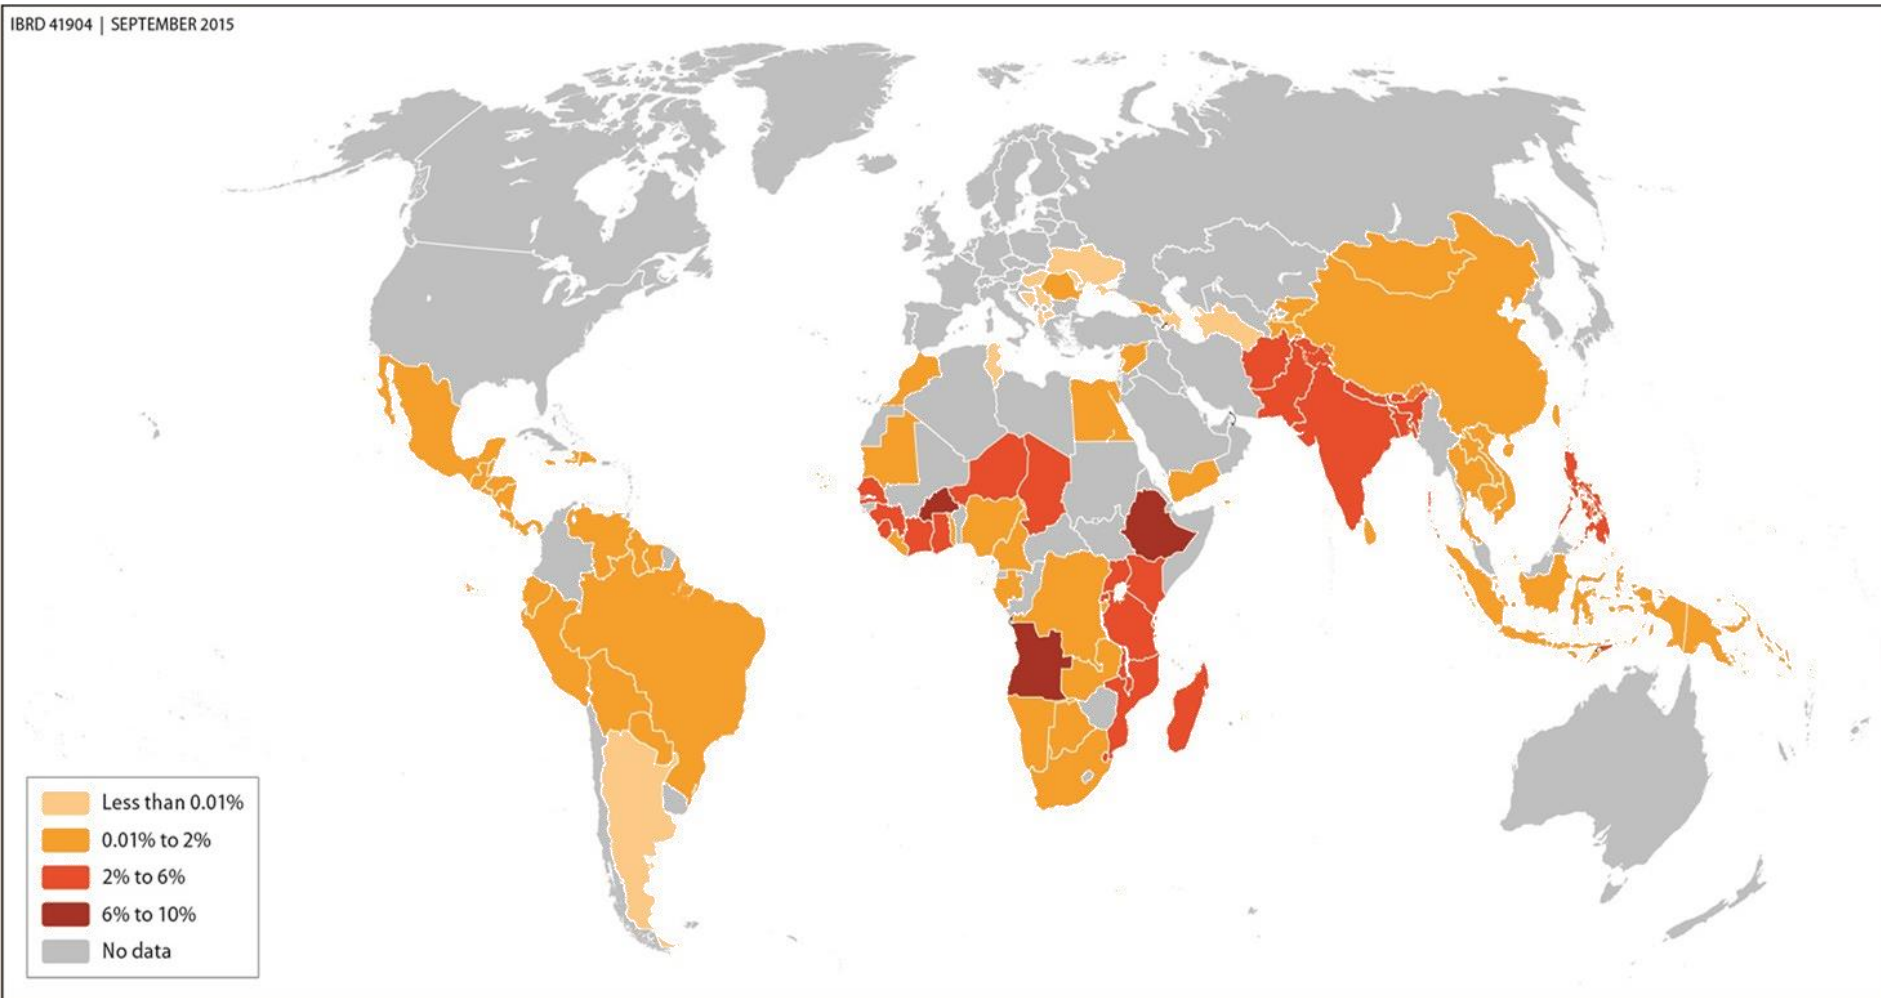 IBRD 41904 | SEPTEMBER 2015
Less than 0.01%
0.01% to 2%
2% to 6%
6% to 10%
No data